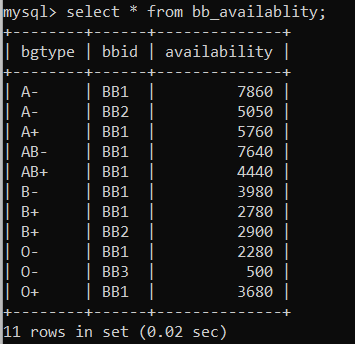 mysql> select * from bb_availablity;
+--------+------+--------------+
| bgtype | bbid | availability |
+--------+------+--------------+
| A-     | BB1  |         7860 |
| A-     | BB2  |         5050 |
| A+     | BB1  |         5760 |
| AB-    | BB1  |         7640 |
| AB+    | BB1  |         4440 |
| B-     | BB1  |         3980 |
| B+     | BB1  |         2780 |
| B+     | BB2  |         2900 |
| O-     | BB1  |         2280 |
| O-     | BB3  |          500 |
| O+     | BB1  |         3680 |
+--------+------+--------------+
11 rows in set (0.02 sec)